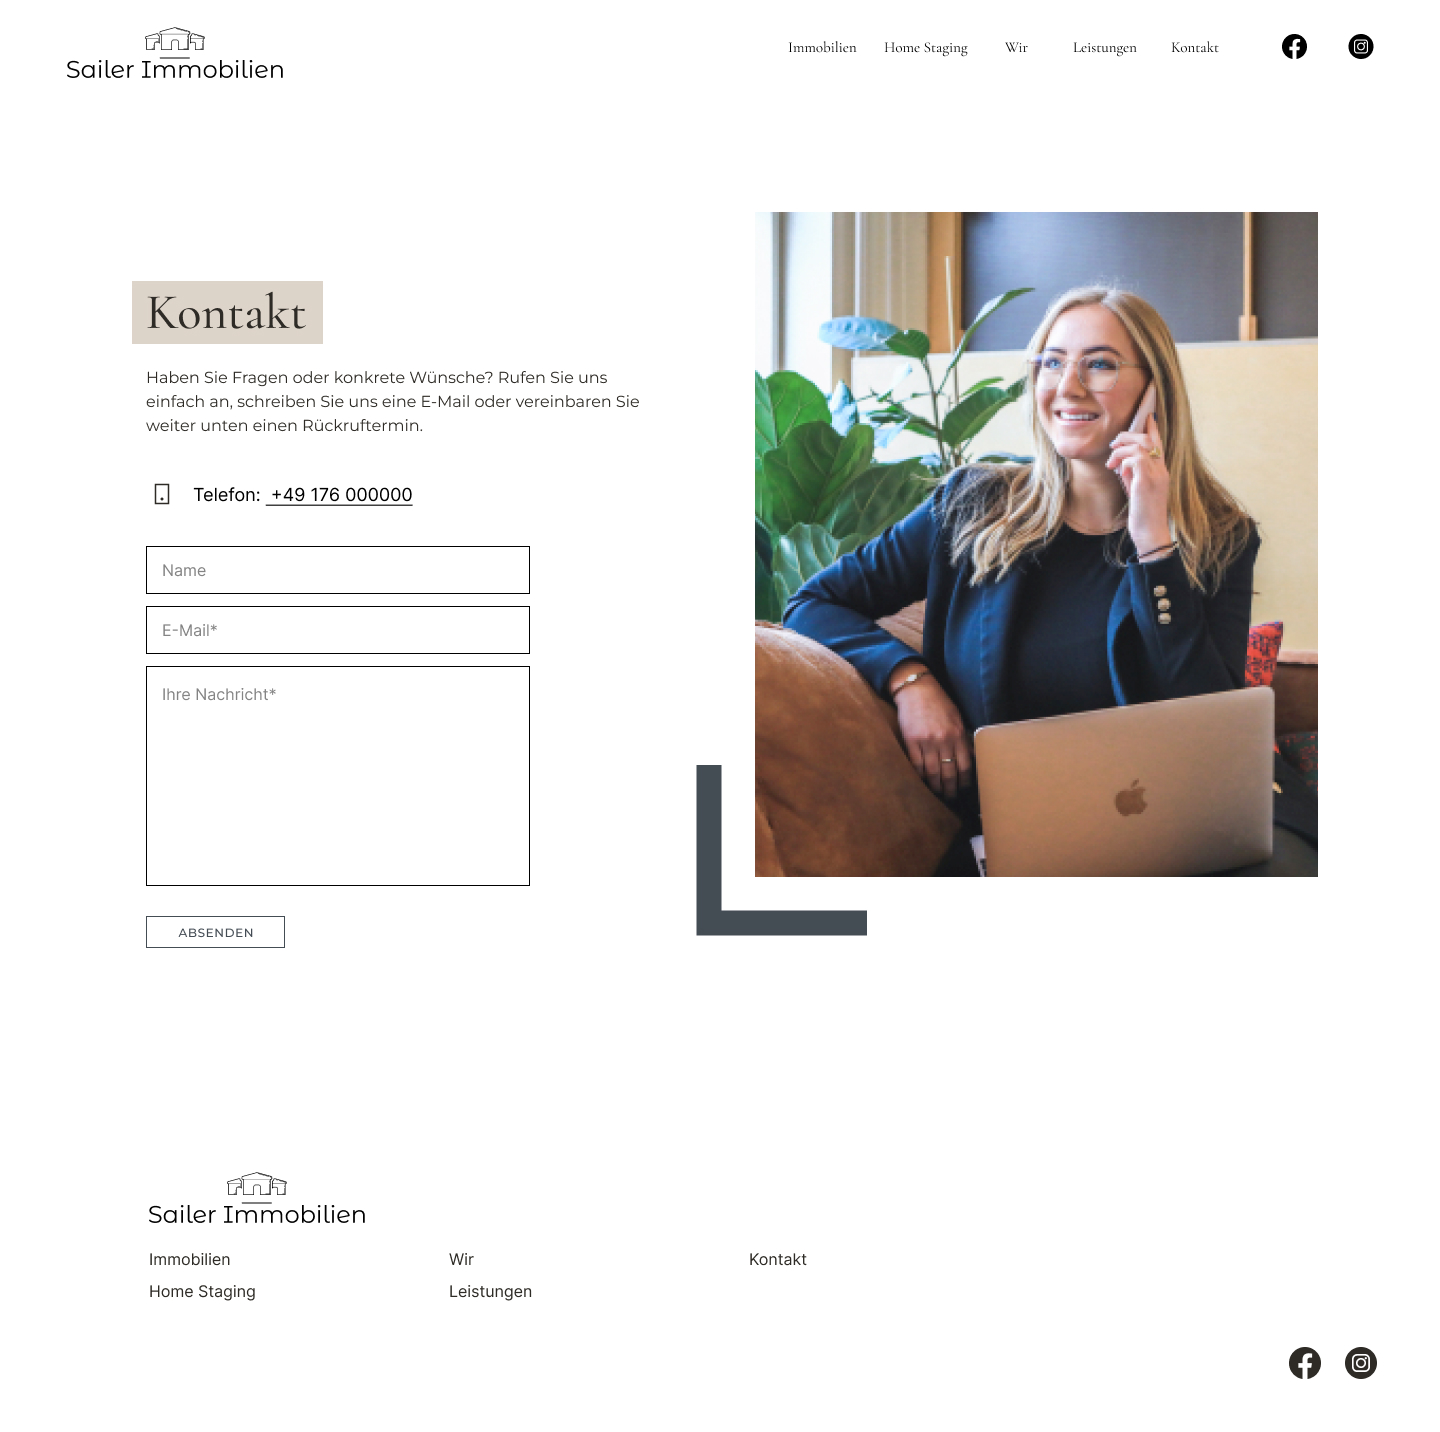 Sailer Immobilien
Immobilien Home Staging Wir Leistungen Kontakt
Kontakt
Haben Sie Fragen oder konkrete Wünsche? Rufen Sie uns
einfach an, schreiben Sie uns eine E-Mail oder vereinbaren Sie
weiter unten einen Rückruftermin.
Telefon: +49 176 000000
Name
E-Mail*
Ihre Nachricht*
ABSENDEN
Sailer Immobilien
Immobilien Wir Kontakt
Home Staging Leistungen